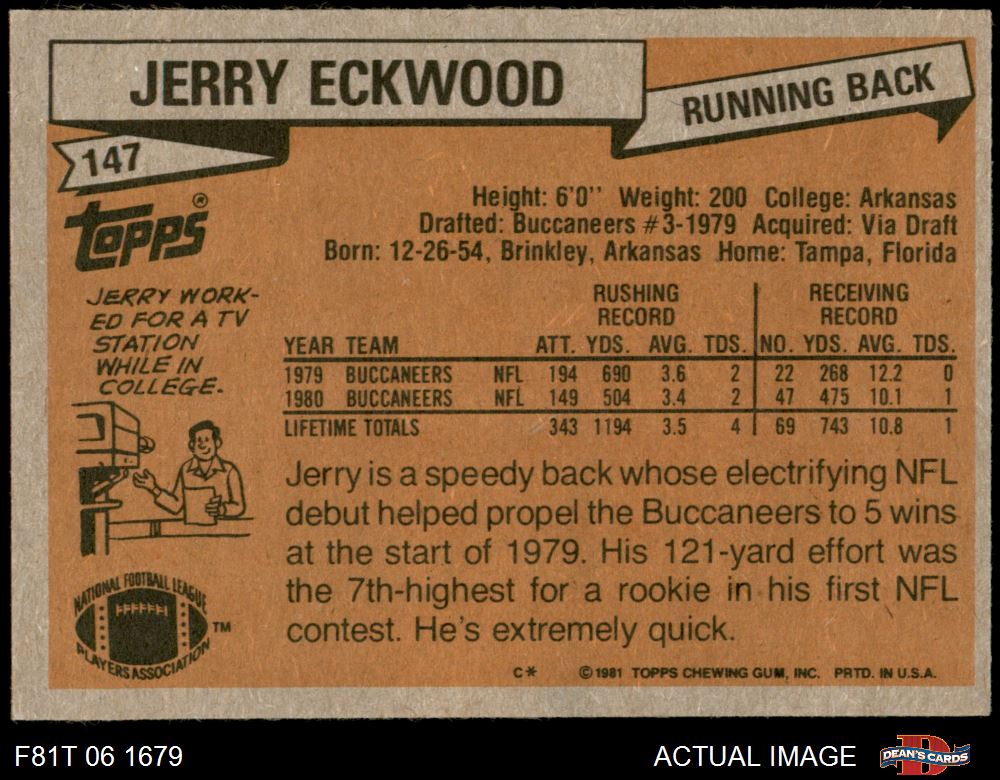 JERRY ECKWOOD
RUNNING BACK
147
TOPPS®
Height: 6'0'' Weight: 200 College: Arkansas
Drafted: Buccaneers #3-1979 Acquired: Via Draft
Born: 12-26-54, Brinkley, Arkansas Home: Tampa, Florida
JERRY WORK-
ED FOR A TV
STATION
WHILE IN
COLLEGE.
RUSHING RECORD RECEIVING RECORD
YEAR TEAM ATT. YDS. AVG. TDS. NO. YDS. AVG. TDS.
1979 BUCCANEERS NFL 194 690 3.6 2 22 268 12.2 0
1980 BUCCANEERS NFL 149 504 3.4 2 47 475 10.1 1
LIFETIME TOTALS 343 1194 3.5 4 69 743 10.8 1
Jerry is a speedy back whose electrifying NFL
debut helped propel the Buccaneers to 5 wins
at the start of 1979. His 121-yard effort was
the 7th-highest for a rookie in his first NFL
contest. He's extremely quick.
NATIONAL FOOTBALL LEAGUE
PLAYERS ASSOCIATION
TM
C* ©1981 TOPPS CHEWING GUM, INC. PRTD. IN U.S.A.
F81T 06 1679
ACTUAL IMAGE
D
DEAN'S CARDS